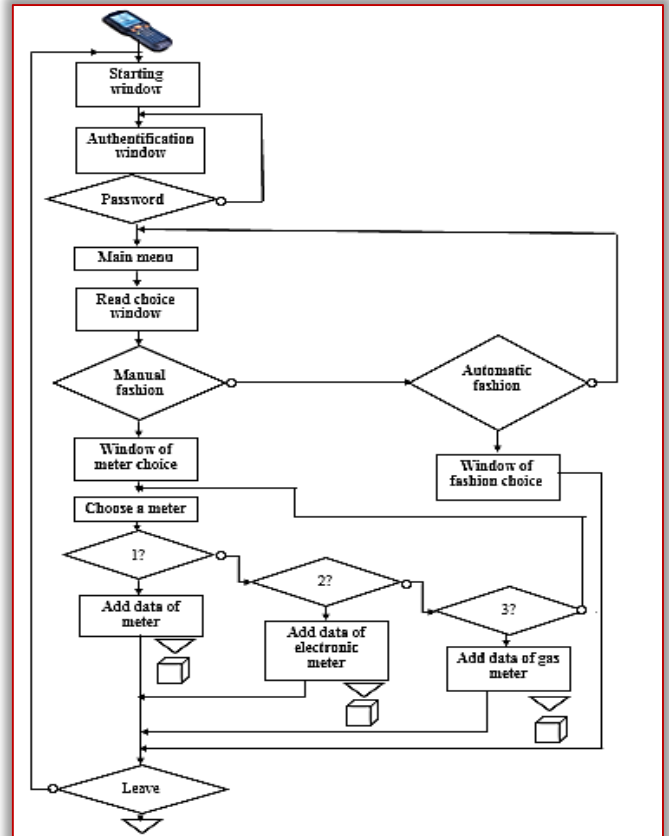 Starting
window
Authentification
window
Password
Main menu
Read choice
window
Manual
fashion
Automatic
fashion
Window of
meter choice
Window of
fashion choice
Choose a meter
1?
2?
3?
Add data of
meter
Add data of
electronic
meter
Add data of gas
meter
Leave